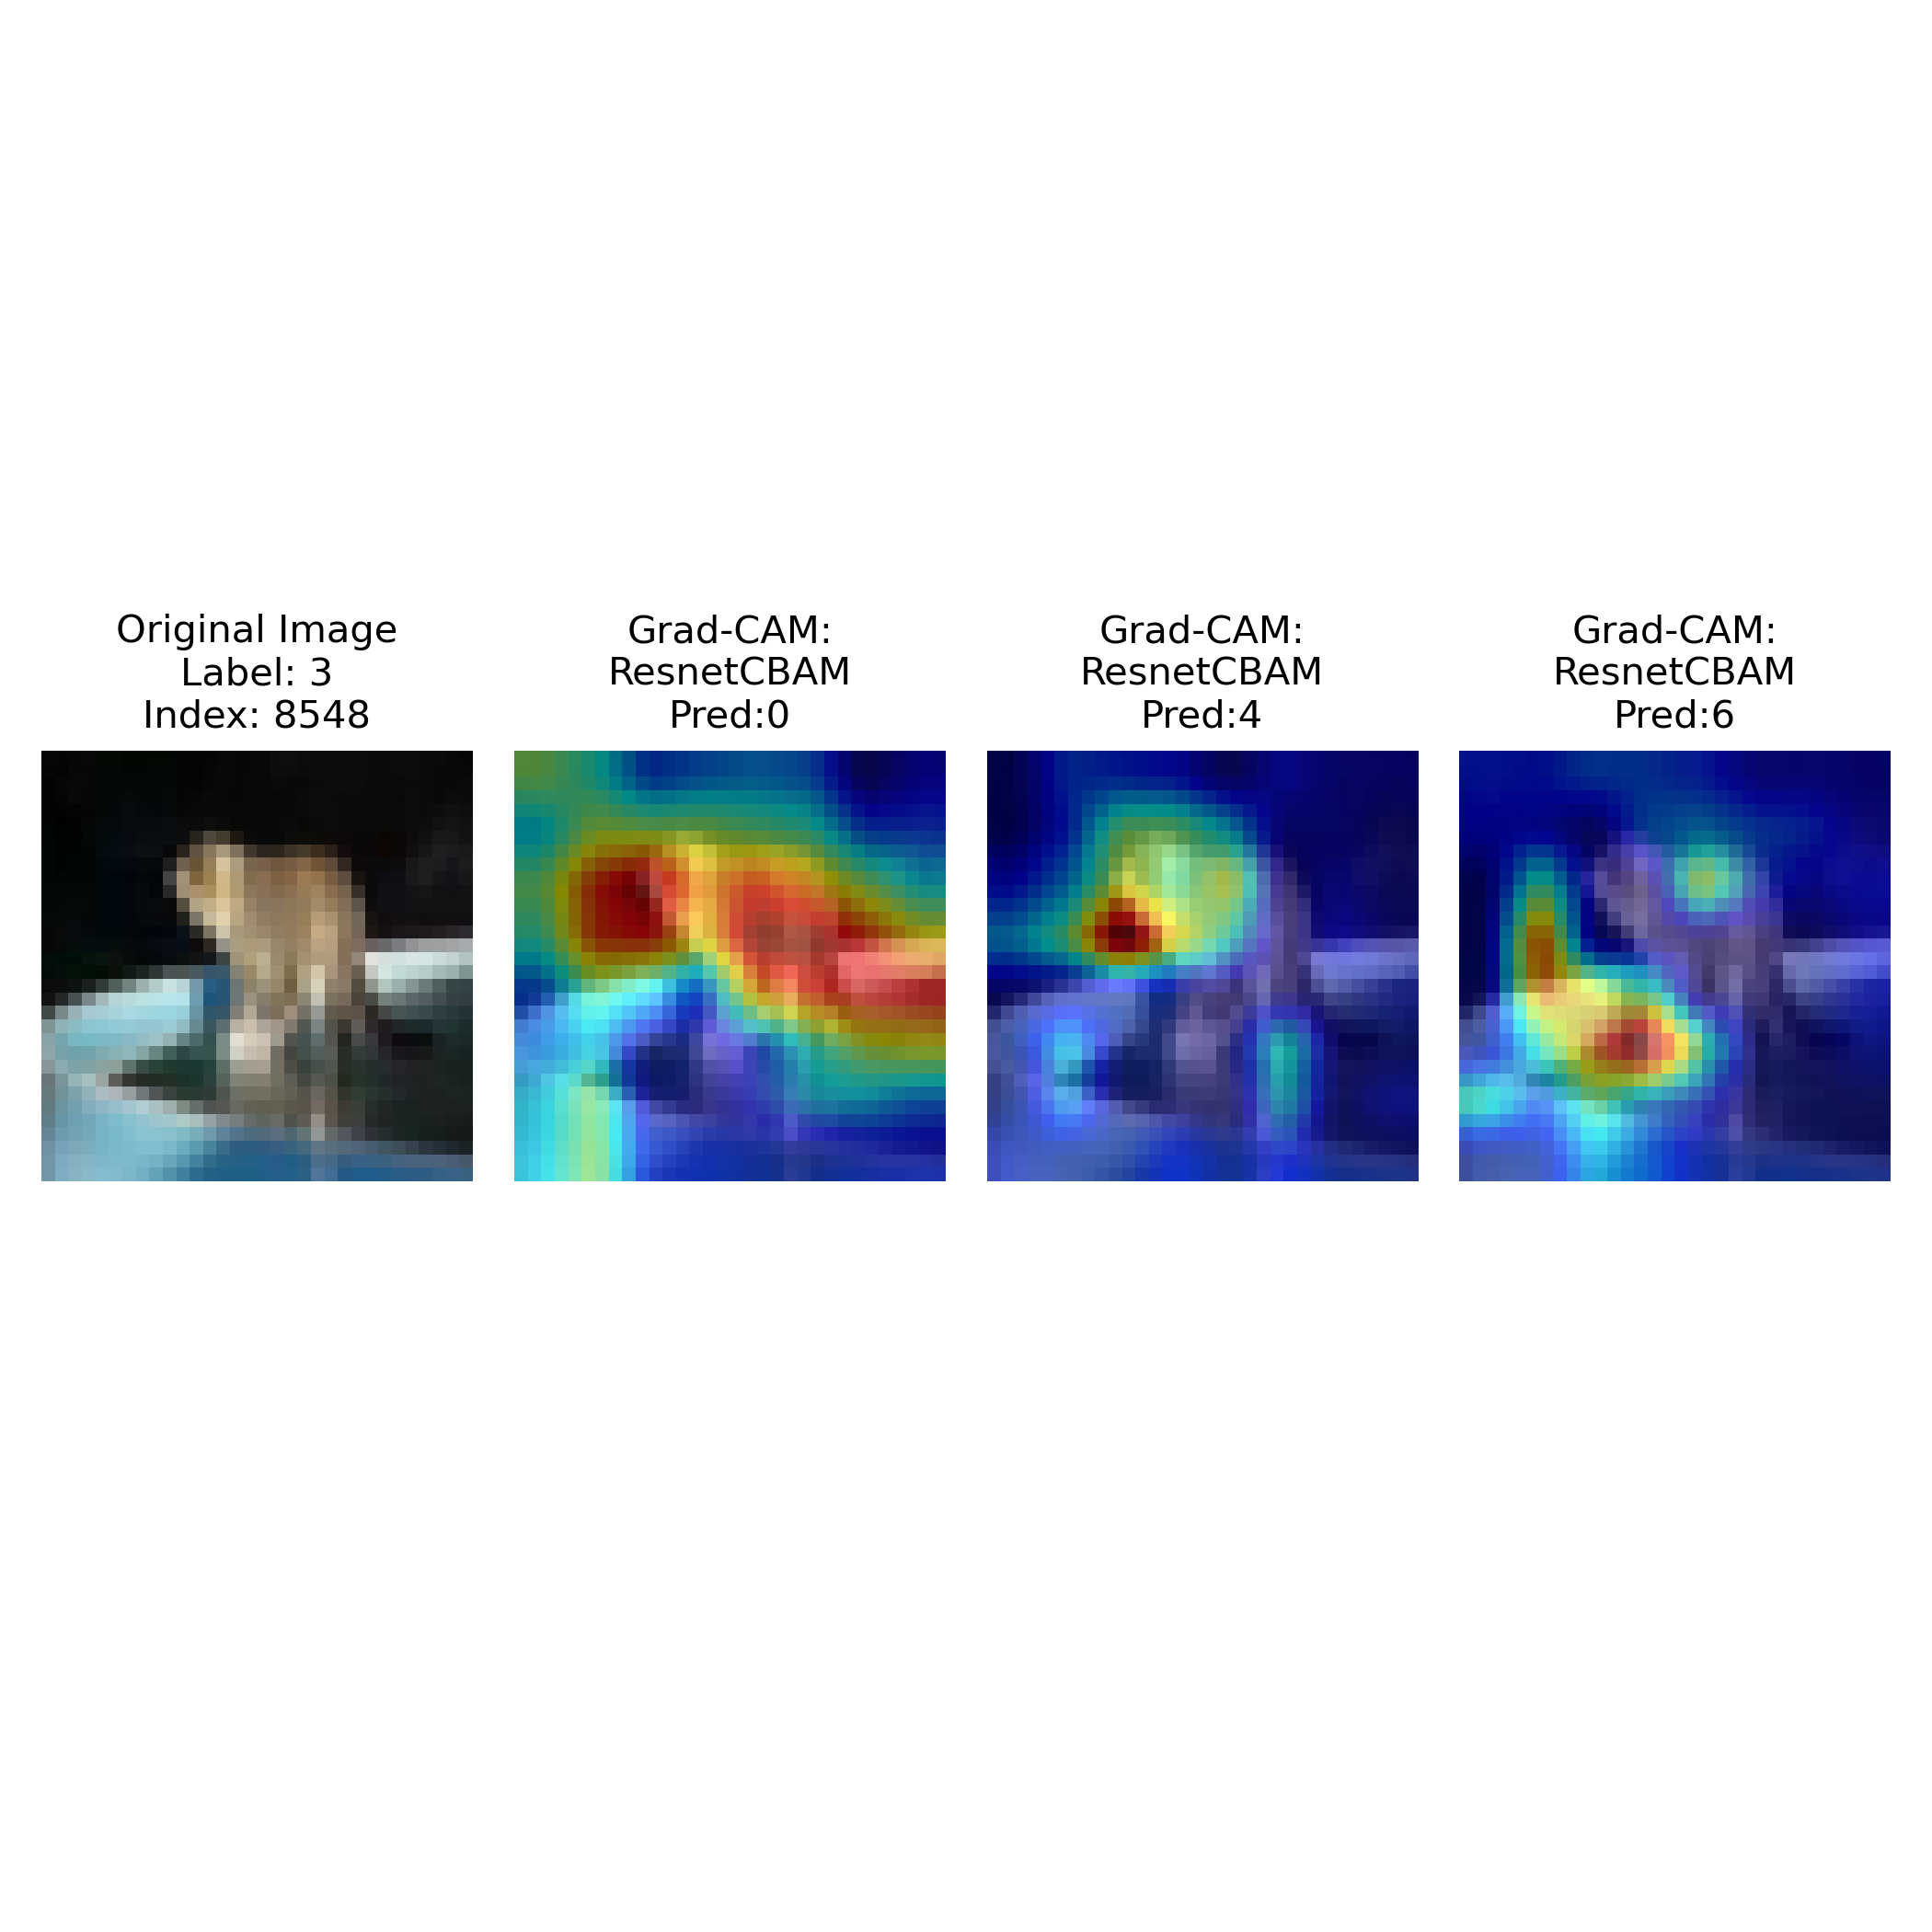 Original Image
Label: 3
Index: 8548
Grad-CAM:
ResnetCBAM
Pred:0
Grad-CAM:
ResnetCBAM
Pred:4
Grad-CAM:
ResnetCBAM
Pred:6